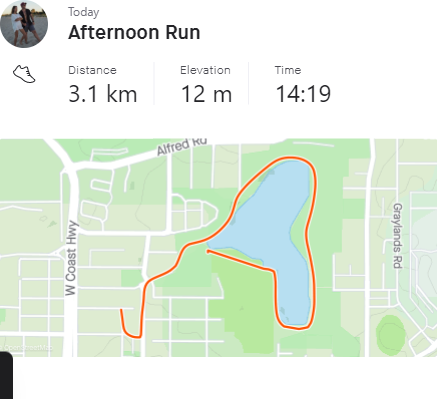 Today
Afternoon Run
Distance Elevation Time
3.1 km 12 m 14:19
Alfred Rd
W Coast Hwy
Graylands Rd